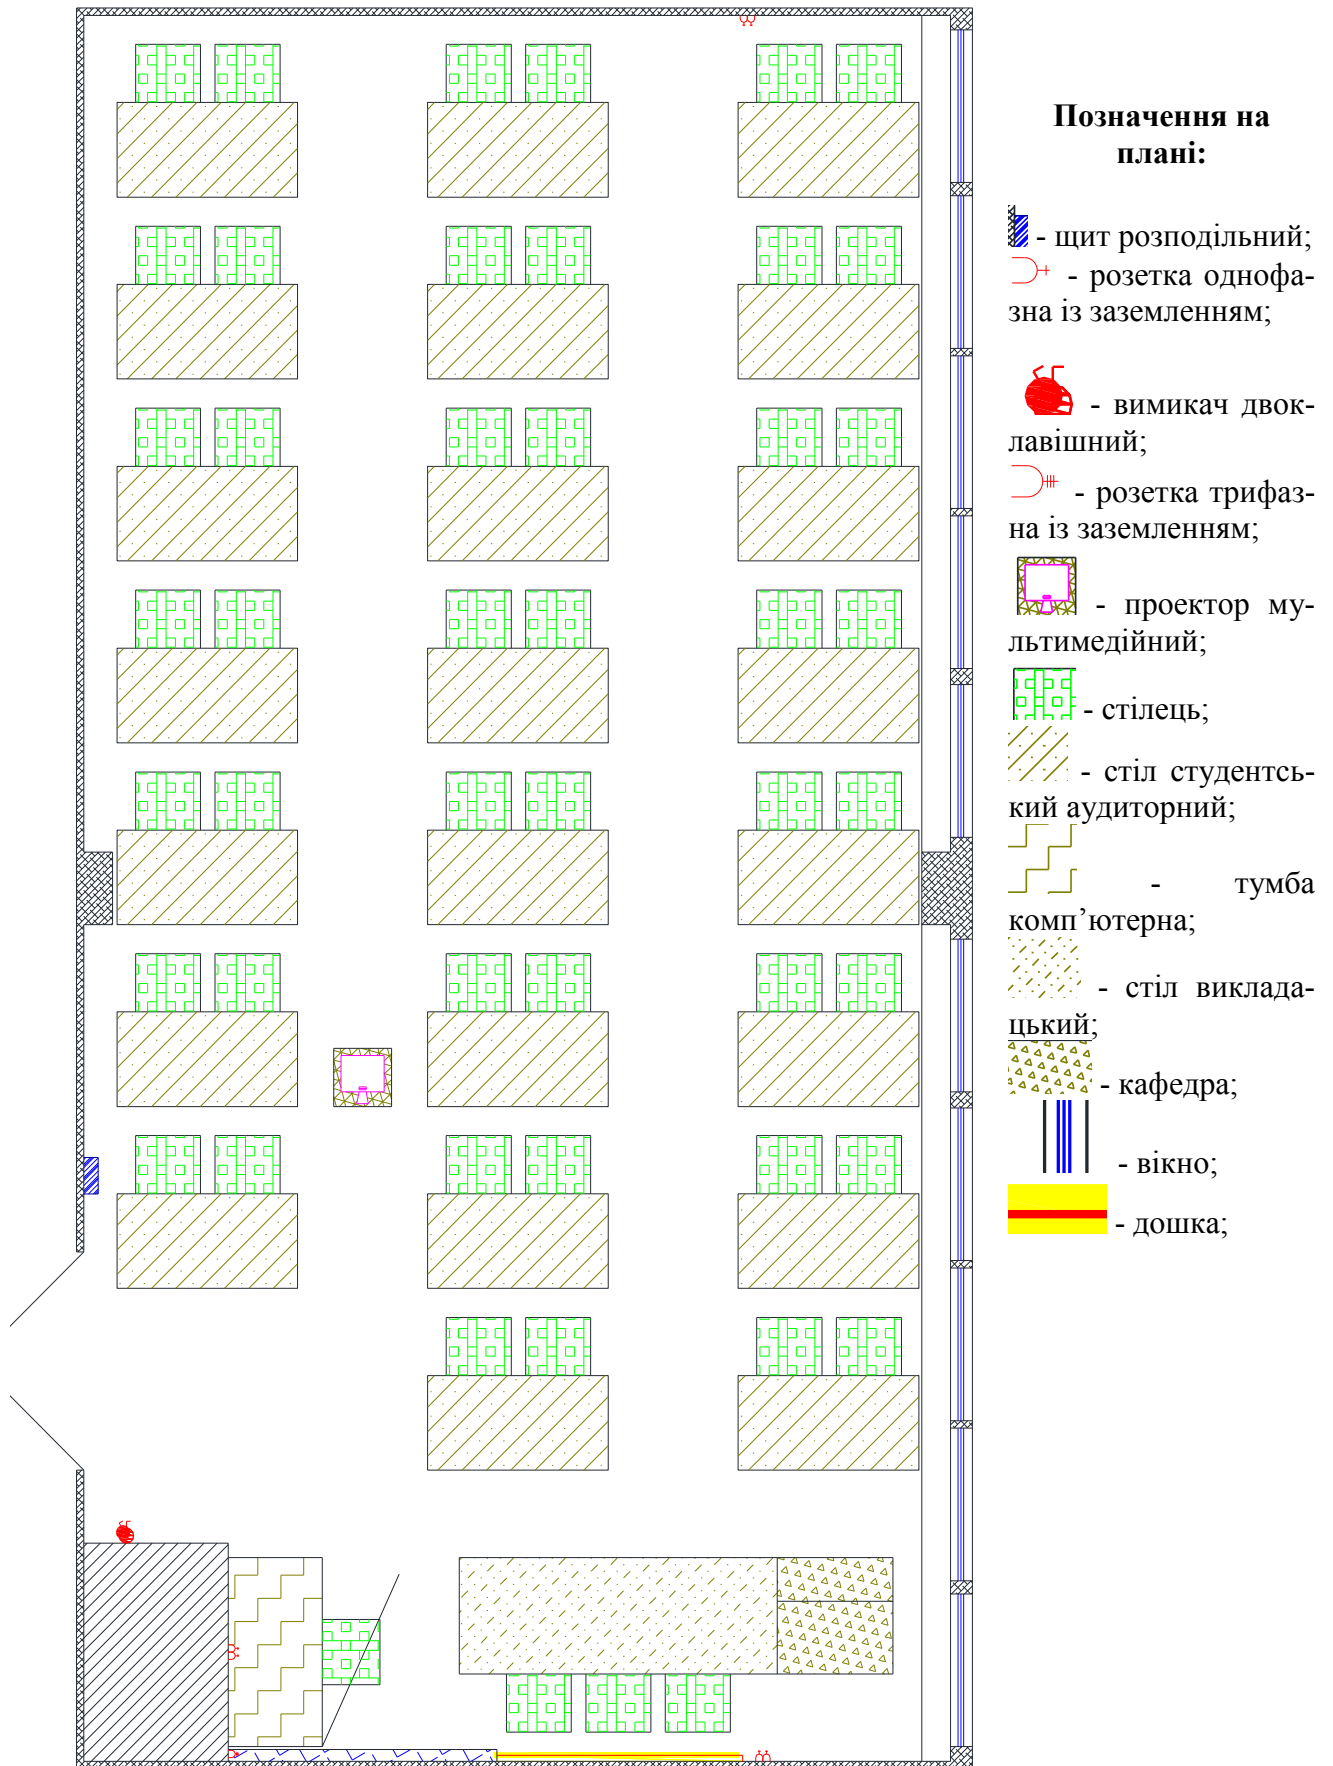 Позначення на
плані:
- щит розподільний;
- розетка однофа-
зна із заземленням;
- вимикач двок-
лавішний;
- розетка трифаз-
на із заземленням;
- проектор му-
льтимедійний;
- стілець;
- стіл студентсь-
кий аудиторний;
- тумба
комп’ютерна;
- стіл виклада-
цький;
- кафедра;
- вікно;
- дошка;